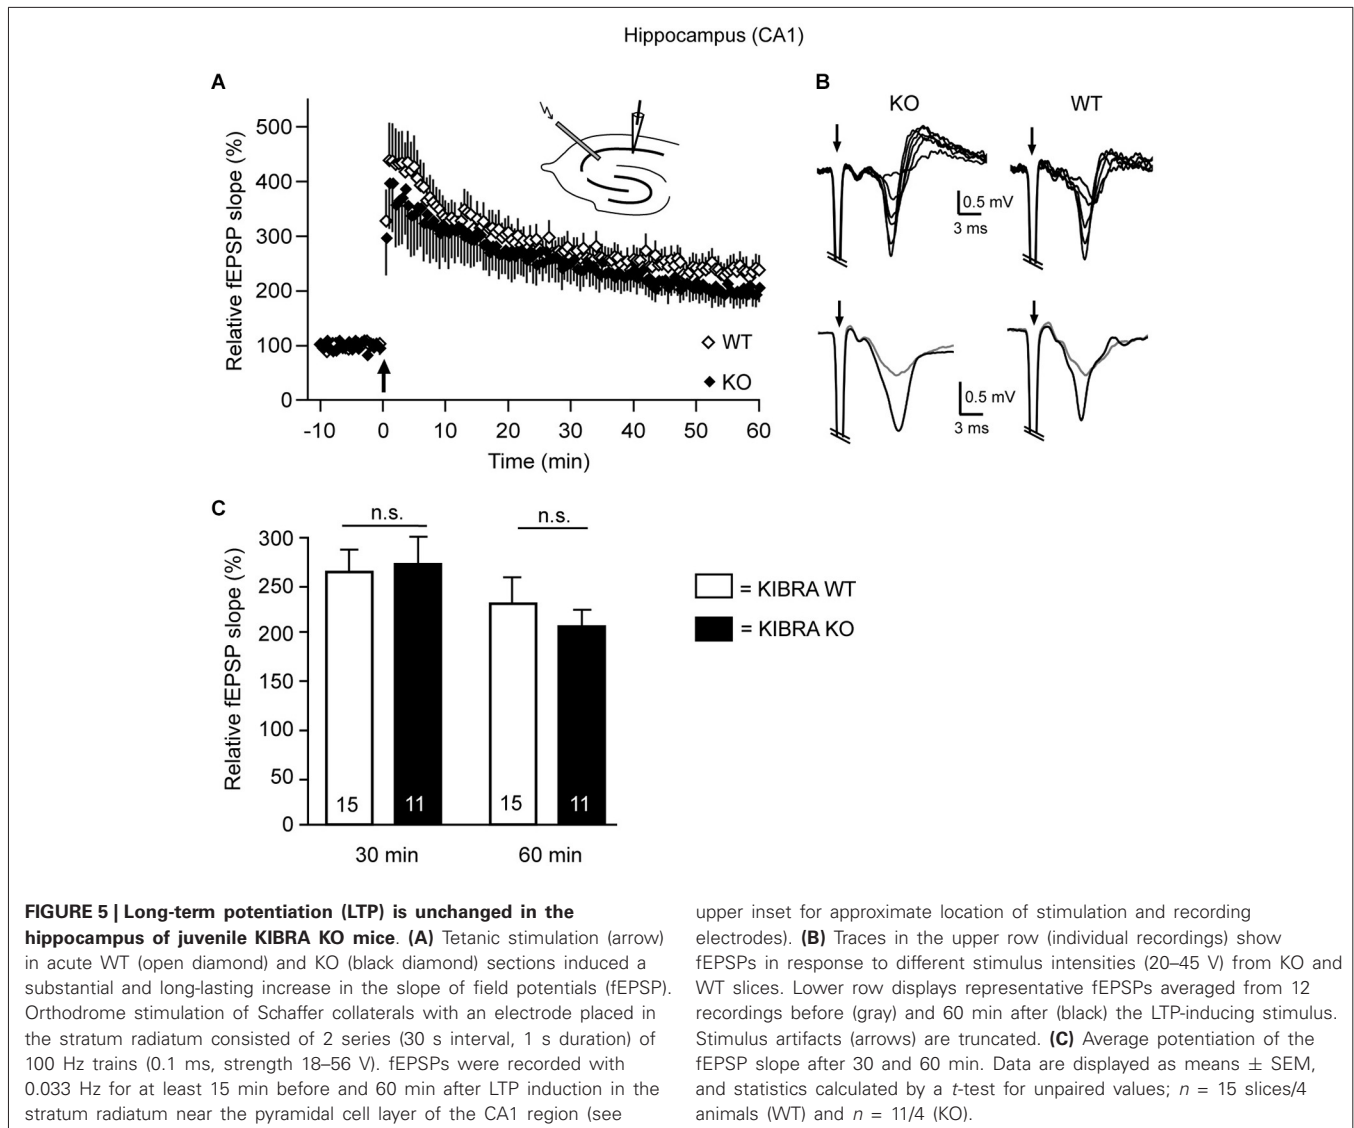 Hippocampus (CA1)
A
Relative fEPSP slope (%)
500
400
300
200
100
0
-10 0 10 20 30 40 50 60
Time (min)
WT
KO
B
KO WT
0.5 mV
3 ms
0.5 mV
3 ms
0.5 mV
3 ms
C
Relative fEPSP slope (%)
300
250
200
150
100
50
0
n.s. n.s.
15 11 15 11
30 min 60 min
= KIBRA WT
= KIBRA KO
FIGURE 5 | Long-term potentiation (LTP) is unchanged in the
hippocampus of juvenile KIBRA KO mice. (A) Tetanic stimulation (arrow)
in acute WT (open diamond) and KO (black diamond) sections induced a
substantial and long-lasting increase in the slope of field potentials (fEPSP).
Orthodrome stimulation of Schaffer collaterals with an electrode placed in
the stratum radiatum consisted of 2 series (30 s interval, 1 s duration) of
100 Hz trains (0.1 ms, strength 18–56 V). fEPSPs were recorded with
0.033 Hz for at least 15 min before and 60 min after LTP induction in the
stratum radiatum near the pyramidal cell layer of the CA1 region (see
upper inset for approximate location of stimulation and recording
electrodes). (B) Traces in the upper row (individual recordings) show
fEPSPs in response to different stimulus intensities (20–45 V) from KO and
WT slices. Lower row displays representative fEPSPs averaged from 12
recordings before (gray) and 60 min after (black) the LTP-inducing stimulus.
Stimulus artifacts (arrows) are truncated. (C) Average potentiation of the
fEPSP slope after 30 and 60 min. Data are displayed as means ± SEM,
and statistics calculated by a t-test for unpaired values; n = 15 slices/4
animals (WT) and n = 11/4 (KO).